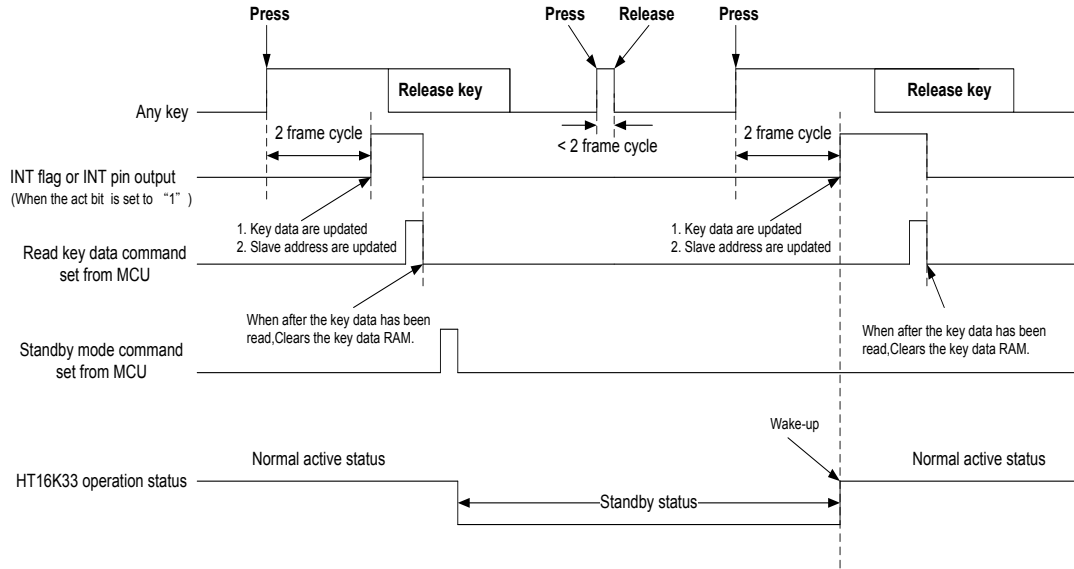 Press
Press
Release
Press
Any key
Release key
Release key
2 frame cycle
< 2 frame cycle
2 frame cycle
INT flag or INT pin output
(When the act bit is set to “1” )
1. Key data are updated
2. Slave address are updated
1. Key data are updated
2. Slave address are updated
Read key data command
set from MCU
When after the key data has been
read,Clears the key data RAM.
When after the key data has been
read,Clears the key data RAM.
Standby mode command
set from MCU
Wake-up
Normal active status
Normal active status
HT16K33 operation status
Standby status